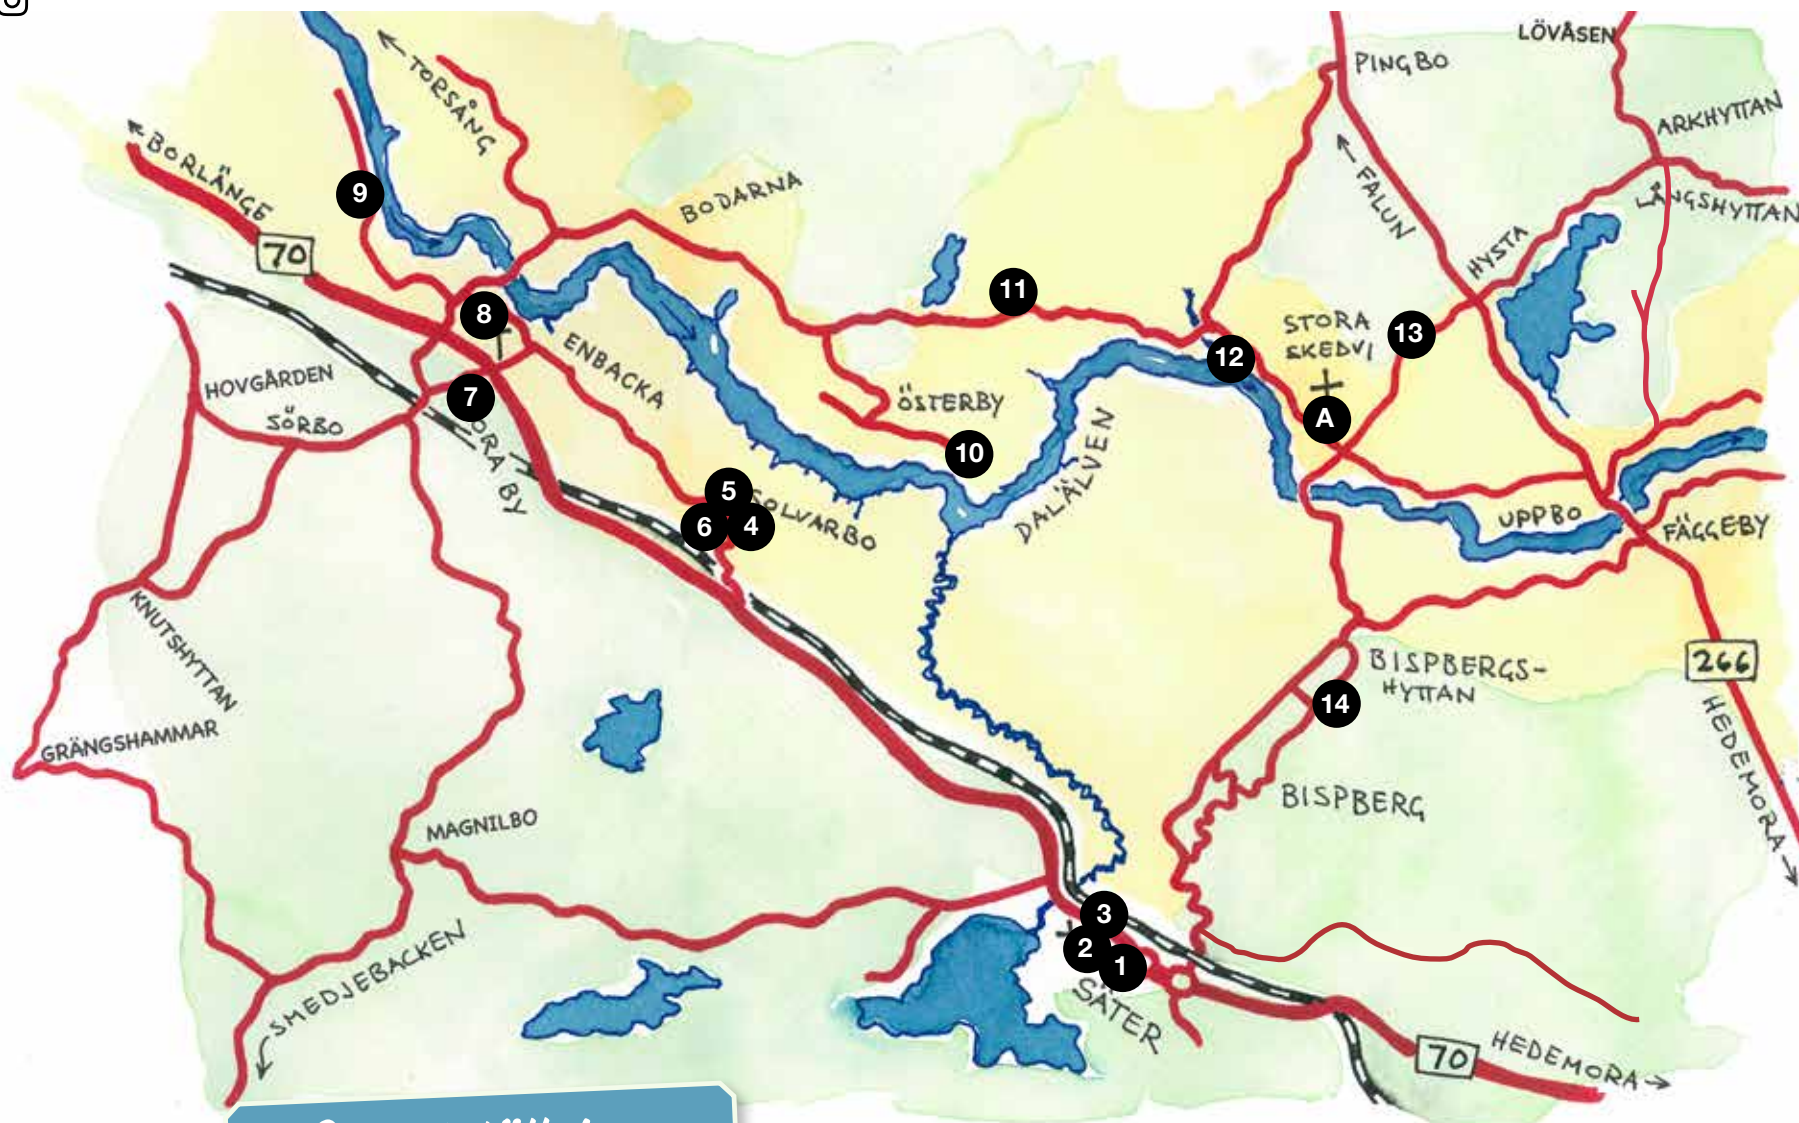 LÖVÅSEN
PINGBO
← TORSÅNG
ARKHYTTAN
← BORLÄNGE
← FALUN
LÅNGSHYTTAN
BODARNA
9
70
HYSTA
11
8
STORA
SKEDVI
13
ENBACKA
12
HOVGÅRDEN
7
ÖSTERBY
SÖRBO
A
ORA BY
10
DALÄLVEN
5
SOLVARBO
6
4
UPPBO
FÄGGEBY
KNUTSHYTTAN
BISPBERGS-
HYTTAN
266
14
GRÄNGSHAMMAR
HEDEMORA →
BISPBERG
MAGNILBO
3
2
1
← SMEDJEBACKEN
SÄTER
70
HEDEMORA →